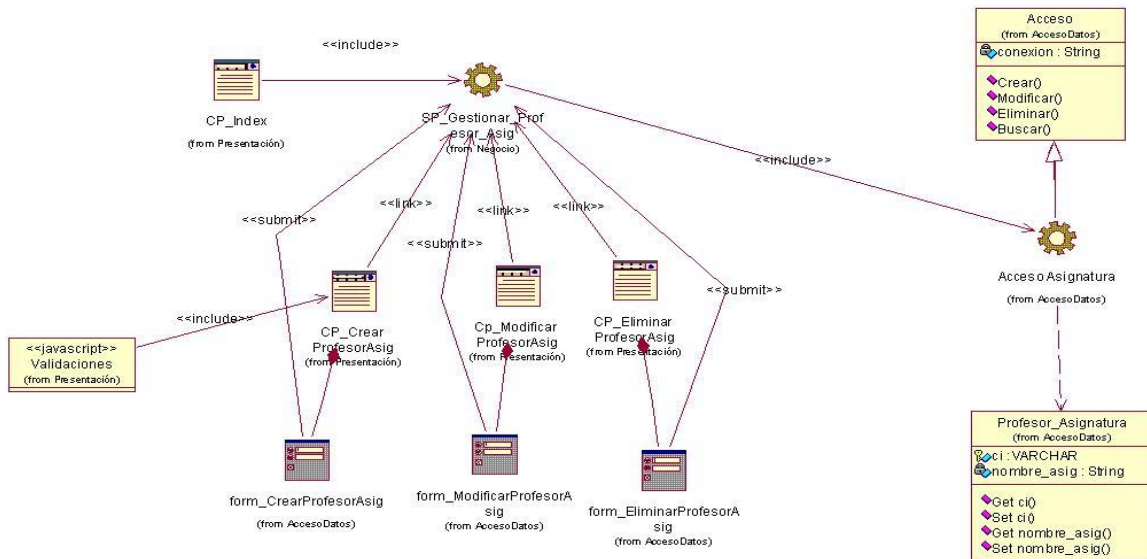 Acceso
(from AccesoDatos)
conexion : String
Crear()
Modificar()
Eliminar()
Buscar()
<<include>>
CP_Index
(from Presentación)
SP_Gestionar_Prof
esor_Asig
(from Negocio)
<<include>>
<<link>>
<<link>>
<<link>>
<<submit>>
<<submit>>
<<submit>>
Acceso Asignatura
(from AccesoDatos)
<<include>>
CP_Crear
ProfesorAsig
(from Presentación)
Cp_Modificar
ProfesorAsig
(from Presentación)
CP_Eliminar
ProfesorAsig
(from Presentación)
<<javascript>>
Validaciones
(from Presentación)
form_CrearProfesorAsig
(from AccesoDatos)
form_ModificarProfesorA
sig
(from AccesoDatos)
form_EliminarProfesorA
sig
(from AccesoDatos)
Profesor_Asignatura
(from AccesoDatos)
ci : VARCHAR
nombre_asig : String
Get ci()
Set ci()
Get nombre_asig()
Set nombre_asig()